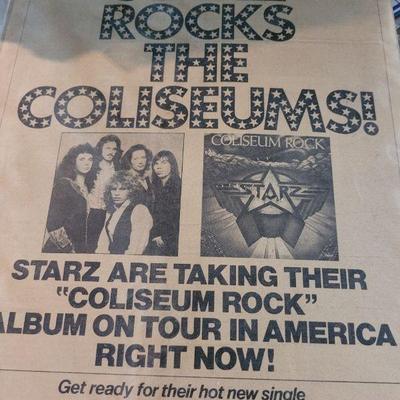 ROCKS
THE
COLISEUMS!
COLISEUM ROCK
STARZ
STARZ ARE TAKING THEIR
"COLISEUM ROCK"
ALBUM ON TOUR IN AMERICA
RIGHT NOW!
Get ready for their hot new single